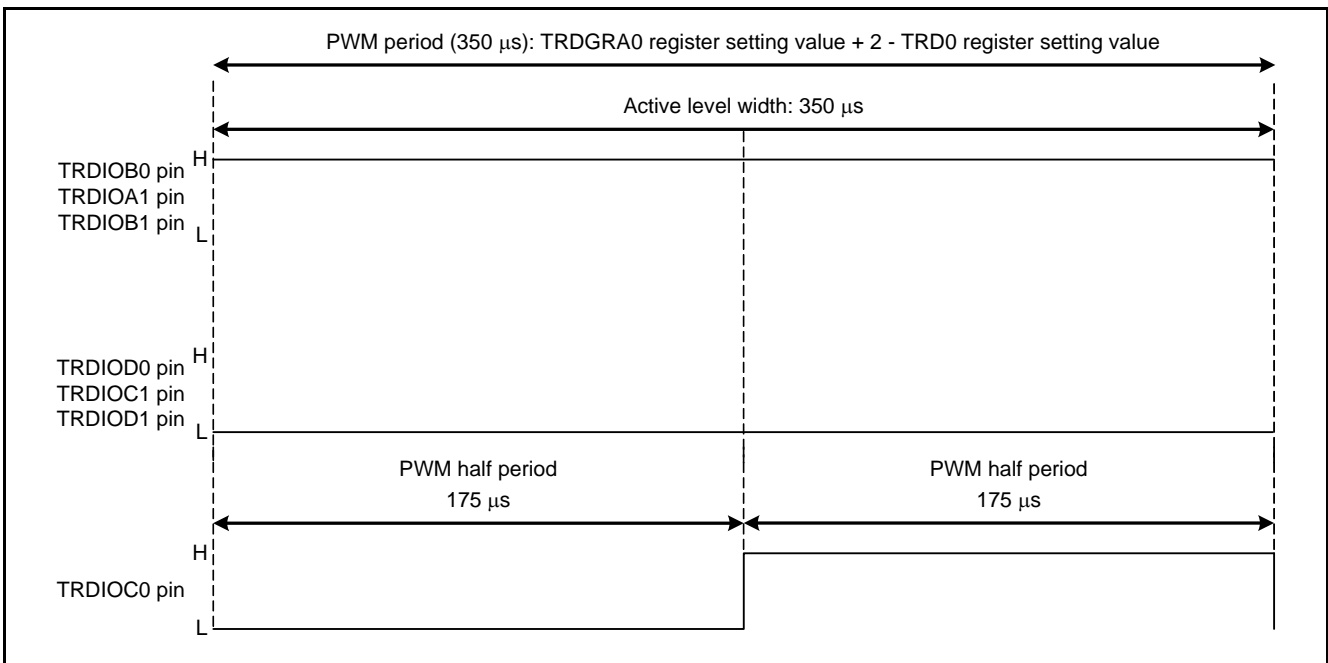 PWM period (350 μs): TRDGRA0 register setting value + 2 - TRD0 register setting value
Active level width: 350 μs
H
TRDIOB0 pin
TRDIOA1 pin
TRDIOB1 pin
L
H
TRDIOD0 pin
TRDIOC1 pin
TRDIOD1 pin
L
PWM half period
175 μs
PWM half period
175 μs
H
TRDIOC0 pin
L